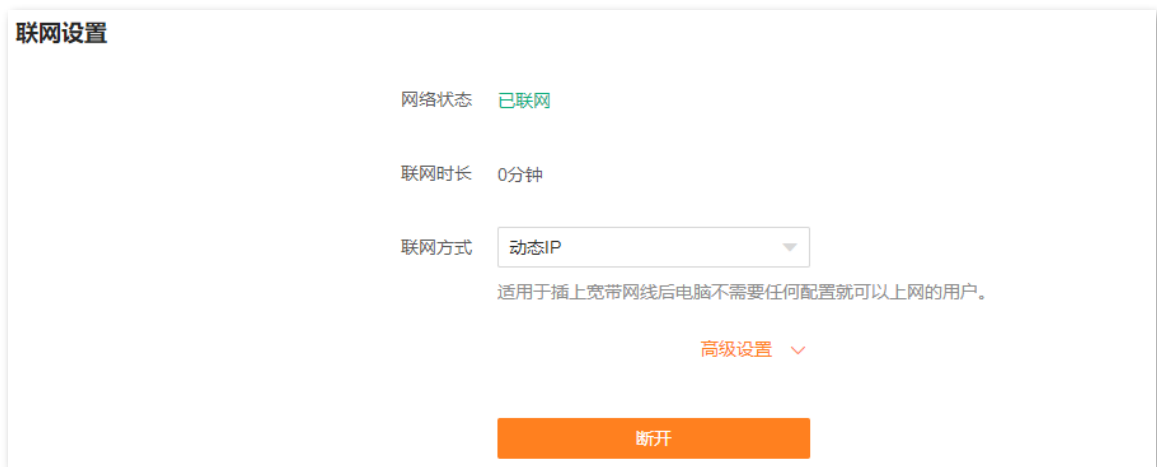 联网设置
网络状态 已联网
联网时长 0分钟
联网方式 动态IP
适用于插上宽带网线后电脑不需要任何配置就可以上网的用户。
高级设置
断开